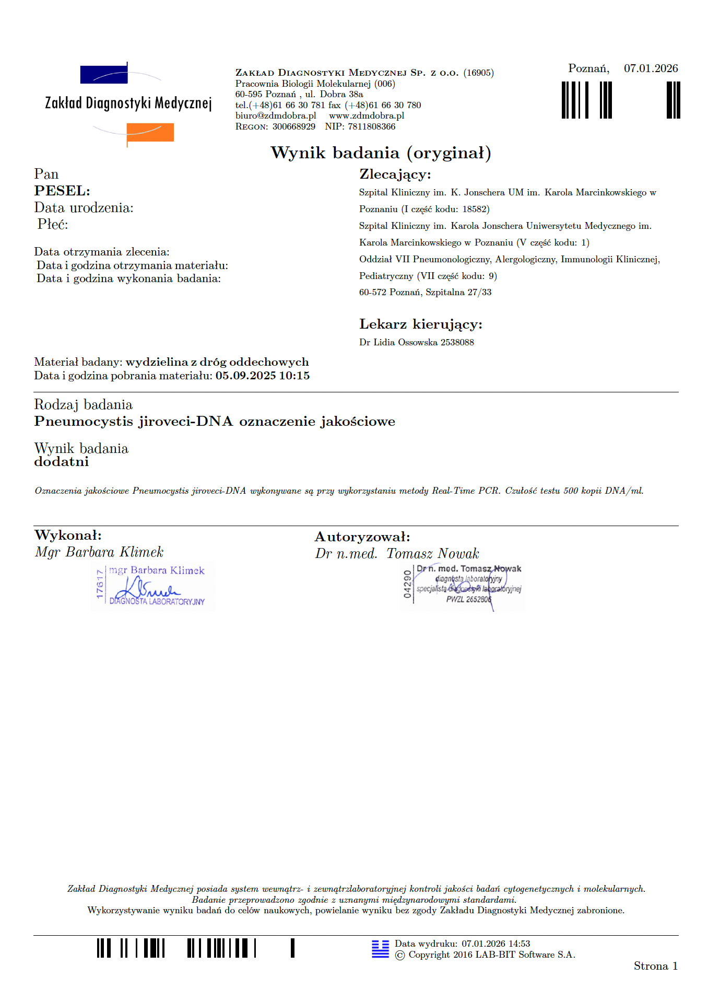 Zakład Diagnostyki Medycznej
Zakład Diagnostyki Medycznej Sp. z o.o. (16905)
Pracownia Biologii Molekularnej (006)
60-595 Poznań , ul. Dobra 38a
tel.(+48)61 66 30 781 fax (+48)61 66 30 780
biuro@zdmdobra.pl www.zdmdobra.pl
Regon: 300668929 NIP: 7811808366
Poznań, 07.01.2026
Wynik badania (oryginał)
Pan
PESEL:
Data urodzenia:
Płeć:
Data otrzymania zlecenia:
Data i godzina otrzymania materiału:
Data i godzina wykonania badania:
Zlecający:
Szpital Kliniczny im. K. Jonschera UM im. Karola Marcinkowskiego w
Poznaniu (I część kodu: 18582)
Szpital Kliniczny im. Karola Jonschera Uniwersytetu Medycznego im.
Karola Marcinkowskiego w Poznaniu (V część kodu: 1)
Oddział VII Pneumonologiczny, Alergologiczny, Immunologii Klinicznej,
Pediatryczny (VII część kodu: 9)
60-572 Poznań, Szpitalna 27/33
Lekarz kierujący:
Dr Lidia Ossowska 2538088
Materiał badany: wydzielina z dróg oddechowych
Data i godzina pobrania materiału: 05.09.2025 10:15
Rodzaj badania
Pneumocystis jiroveci-DNA oznaczenie jakościowe
Wynik badania
dodatni
Oznaczenia jakościowe Pneumocystis jiroveci-DNA wykonywane są przy wykorzystaniu metody Real-Time PCR. Czułość testu 500 kopii DNA/ml.
Wykonał:
Mgr Barbara Klimek
17617
mgr Barbara Klimek
DIAGNOSTA LABORATORYJNY
Autoryzował:
Dr n.med. Tomasz Nowak
04290
Dr n. med. Tomasz Nowak
diagnosta laboratoryjny
specjalista diagnostyki laboratoryjnej
PWZL 2652806
Zakład Diagnostyki Medycznej posiada system wewnątrz- i zewnątrzlaboratoryjnej kontroli jakości badań cytogenetycznych i molekularnych.
Badanie przeprowadzono zgodnie z uznanymi międzynarodowymi standardami.
Wykorzystywanie wyniku badań do celów naukowych, powielanie wyniku bez zgody Zakładu Diagnostyki Medycznej zabronione.
Data wydruku: 07.01.2026 14:53
© Copyright 2016 LAB-BIT Software S.A.
Strona 1